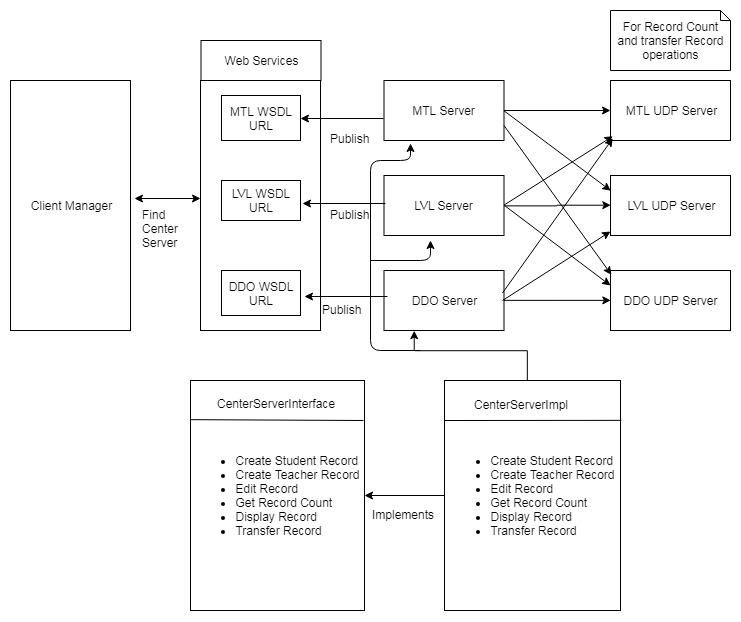 For Record Count
and transfer Record
operations
Web Services
MTL WSDL
URL
Publish
MTL Server
MTL UDP Server
Client Manager
Find
Center
Server
LVL WSDL
URL
Publish
LVL Server
LVL UDP Server
DDO WSDL
URL
Publish
DDO Server
DDO UDP Server
CenterServerInterface
Create Student Record
Create Teacher Record
Edit Record
Get Record Count
Display Record
Transfer Record
Implements
CenterServerImpl
Create Student Record
Create Teacher Record
Edit Record
Get Record Count
Display Record
Transfer Record